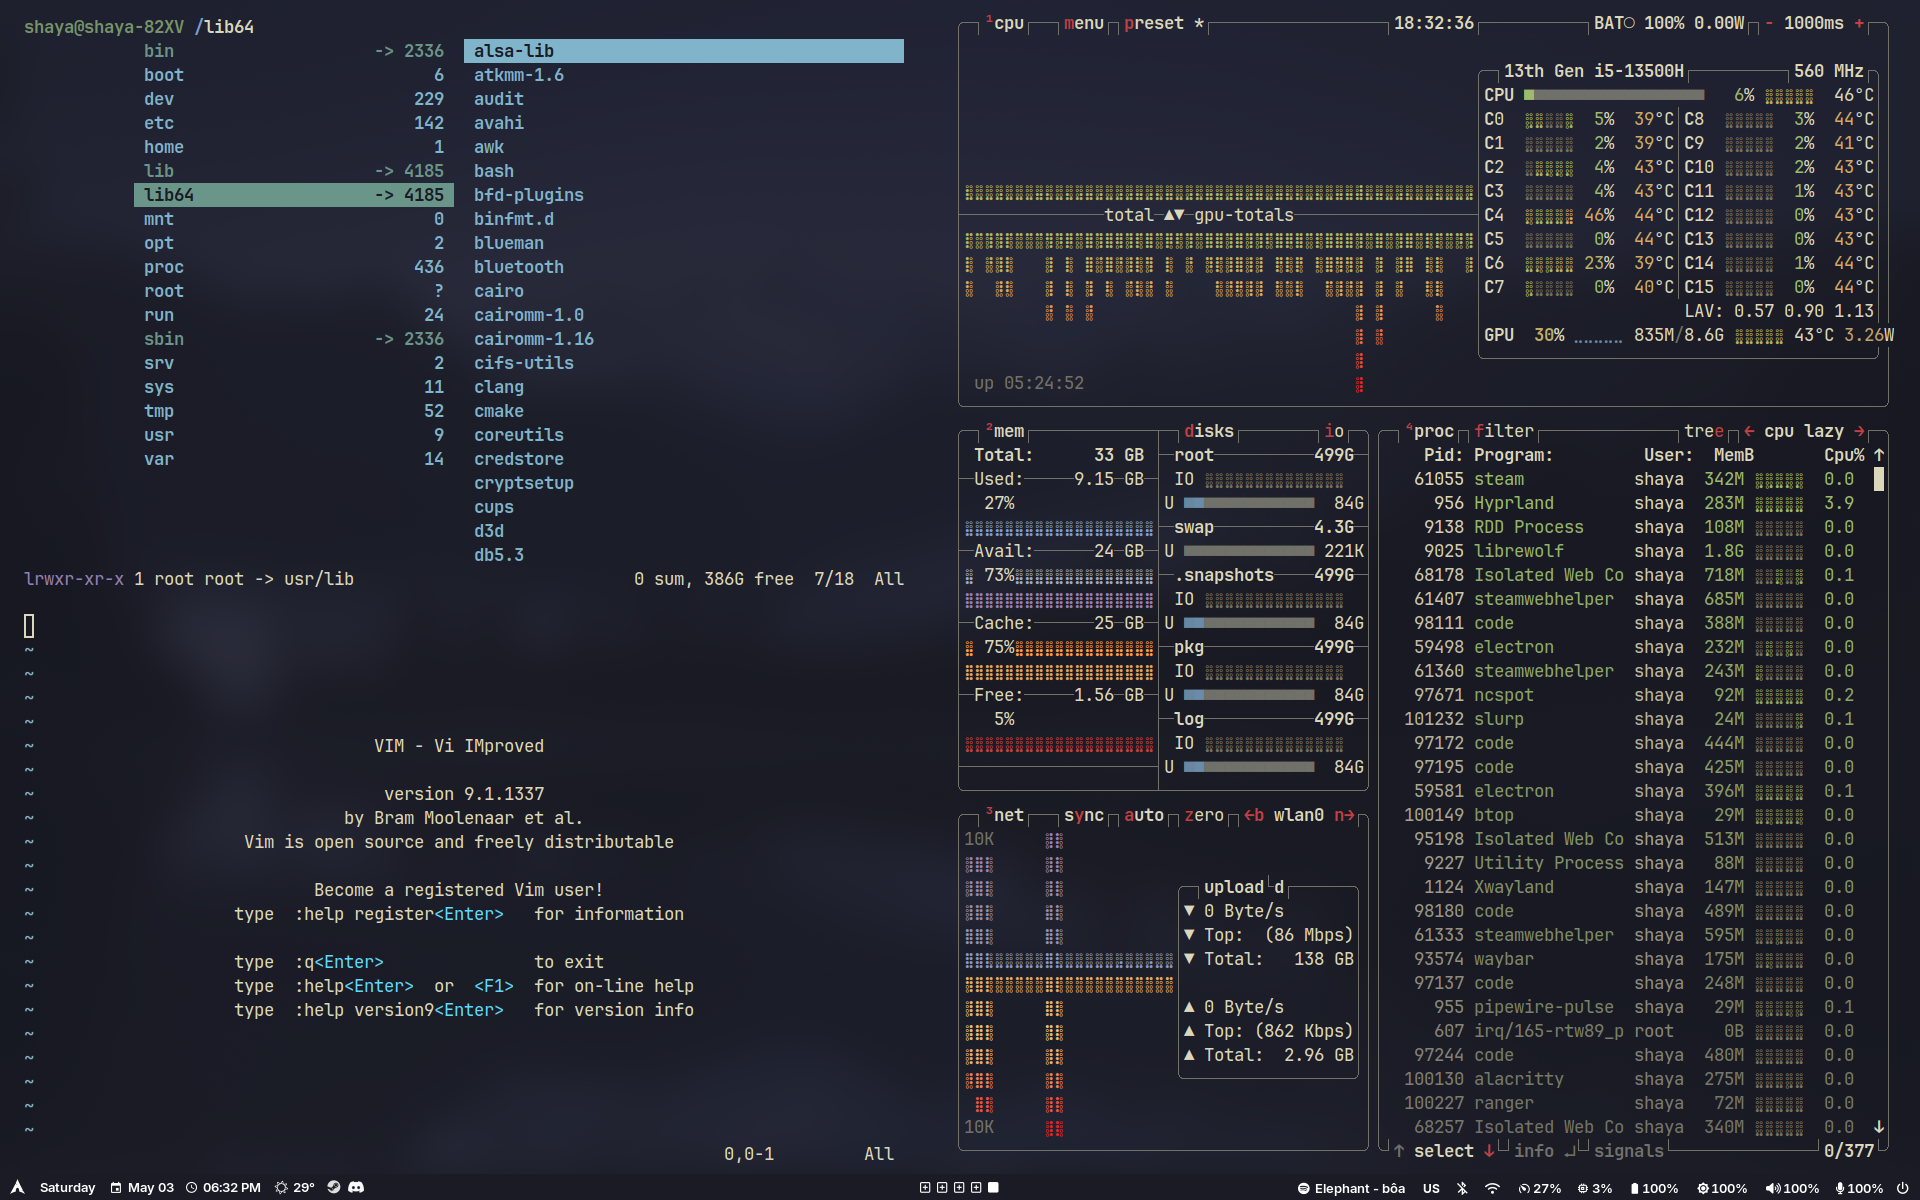 shaya@shaya-82XV /lib64
bin -> 2336
boot 6
dev 229
etc 142
home 1
lib -> 4185
lib64 -> 4185
mnt 0
opt 2
proc 436
root ?
run 24
sbin -> 2336
srv 2
sys 11
tmp 52
usr 9
var 14
alsa-lib
atkmm-1.6
audit
avahi
awk
bash
bfd-plugins
binfmt.d
blueman
bluetooth
cairo
cairomm-1.0
cairomm-1.16
cifs-utils
clang
cmake
coreutils
credstore
cryptsetup
cups
d3d
db5.3
lrwxr-xr-x 1 root root -> usr/lib 0 sum, 386G free 7/18 All
~
~
~
~
~ VIM - Vi IMproved
~
~ version 9.1.1337
~ by Bram Moolenaar et al.
~ Vim is open source and freely distributable
~
~ Become a registered Vim user!
~ type :help register<Enter> for information
~
~ type :q<Enter> to exit
~ type :help<Enter> or <F1> for on-line help
~ type :help version9<Enter> for version info
~
~
~
~
~
0,0-1 All
1cpu menu preset * 18:32:36 BAT○ 100% 0.00W - 1000ms +
13th Gen i5-13500H 560 MHz
CPU 6% 46°C
C0 5% 39°C C8 3% 44°C
C1 2% 39°C C9 2% 41°C
C2 4% 43°C C10 2% 43°C
C3 4% 43°C C11 1% 43°C
C4 46% 44°C C12 0% 43°C
C5 0% 44°C C13 0% 43°C
C6 23% 39°C C14 1% 44°C
C7 0% 40°C C15 0% 44°C
LAV: 0.57 0.90 1.13
GPU 30% 835M/8.6G 43°C 3.26W
total ▲▼ gpu-totals
up 05:24:52
2mem
Total: 33 GB
Used: 9.15 GB
27%
Avail: 24 GB
73%
Cache: 25 GB
75%
Free: 1.56 GB
5%
disks io
root 499G
IO
U 84G
swap 4.3G
U 221K
.snapshots 499G
IO
U 84G
pkg 499G
IO
U 84G
log 499G
IO
U 84G
3net sync auto zero ←b wlan0 n→
10K
upload d
▼ 0 Byte/s
▼ Top: (86 Mbps)
▼ Total: 138 GB
▲ 0 Byte/s
▲ Top: (862 Kbps)
▲ Total: 2.96 GB
10K
4proc filter tree ← cpu lazy →
Pid: Program: User: MemB Cpu% ↑
61055 steam shaya 342M 0.0
956 Hyprland shaya 283M 3.9
9138 RDD Process shaya 108M 0.0
9025 librewolf shaya 1.8G 0.0
68178 Isolated Web Co shaya 718M 0.1
61407 steamwebhelper shaya 685M 0.0
98111 code shaya 388M 0.0
59498 electron shaya 232M 0.0
61360 steamwebhelper shaya 243M 0.0
97671 ncspot shaya 92M 0.2
101232 slurp shaya 24M 0.1
97172 code shaya 444M 0.0
97195 code shaya 425M 0.0
59581 electron shaya 396M 0.1
100149 btop shaya 29M 0.0
95198 Isolated Web Co shaya 513M 0.0
9227 Utility Process shaya 88M 0.0
1124 Xwayland shaya 147M 0.0
98180 code shaya 489M 0.0
61333 steamwebhelper shaya 595M 0.0
93574 waybar shaya 175M 0.0
97137 code shaya 248M 0.0
955 pipewire-pulse shaya 29M 0.1
607 irq/165-rtw89_p root 0B 0.0
97244 code shaya 480M 0.0
100130 alacritty shaya 275M 0.0
100227 ranger shaya 72M 0.0
68257 Isolated Web Co shaya 340M 0.0 ↓
↑ select ↓ info ↲ signals 0/377
Saturday May 03 06:32 PM 29°
Elephant - bôa US 27% 3% 100% 100% 100% 100%